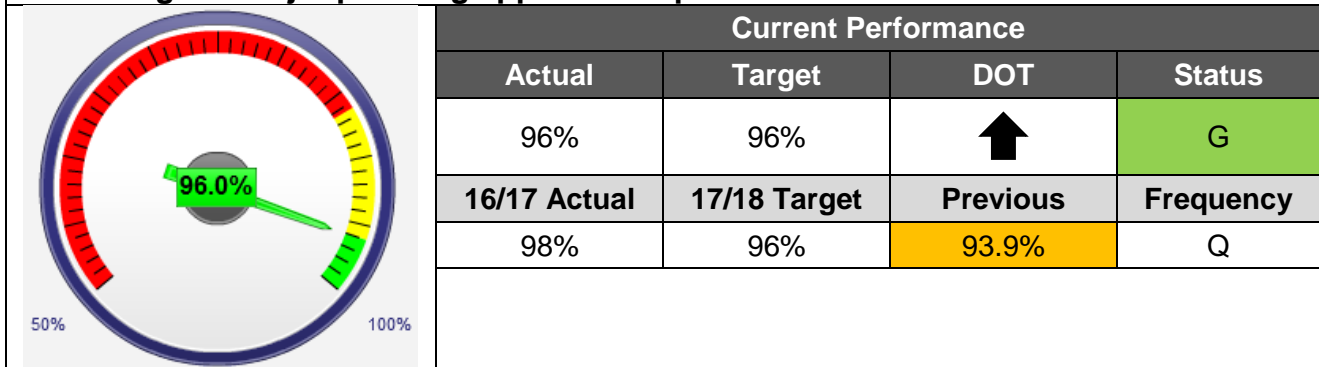 Current Performance
Actual Target DOT Status
96% 96% G
16/17 Actual 17/18 Target Previous Frequency
98% 96% 93.9% Q
96.0%
50% 100%